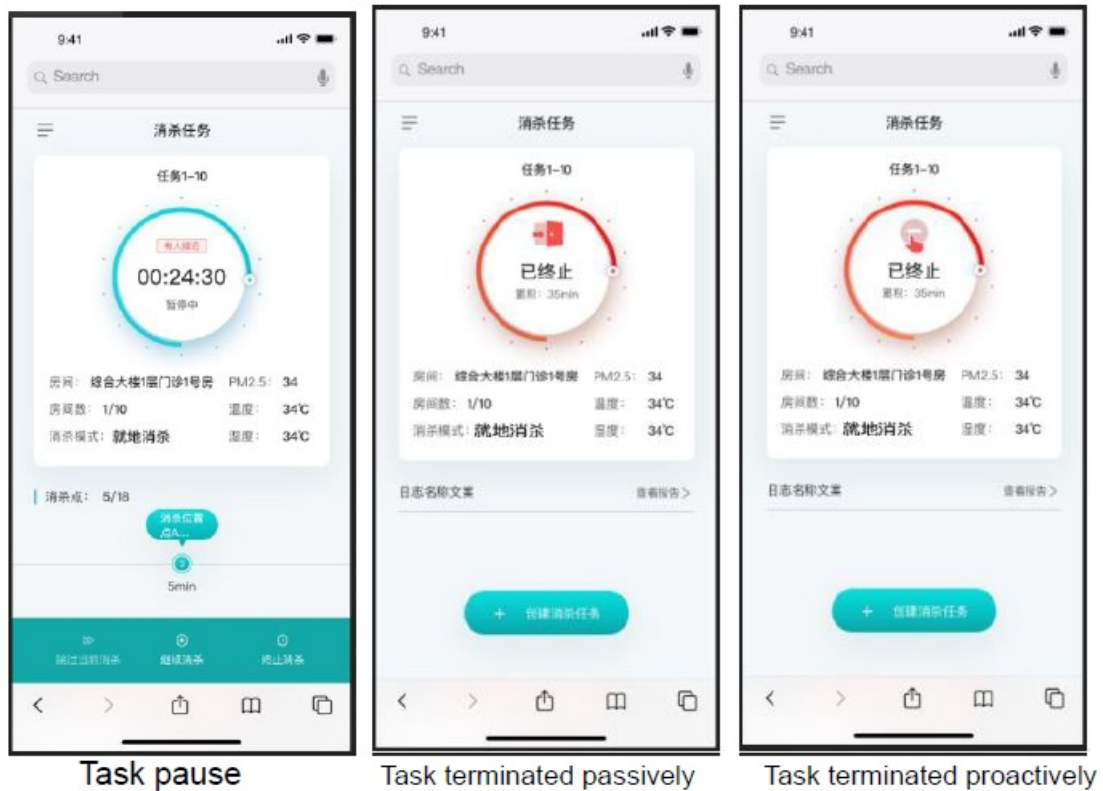 9:41
Search
消杀任务
任务1-10
有人接近
00:24:30
暂停中
房间: 综合大楼1层门诊1号房 PM2.5: 34
房间数: 1/10 温度: 34℃
消杀模式: 就地消杀 湿度: 34℃
消杀点: 5/18
消杀位置
点A...
5min
跳过当前消杀 继续消杀 终止消杀
Task pause
9:41
Search
消杀任务
任务1-10
已终止
累积: 35min
房间: 综合大楼1层门诊1号房 PM2.5: 34
房间数: 1/10 温度: 34℃
消杀模式: 就地消杀 湿度: 34℃
日志名称文案 查看报告>
+ 创建消杀任务
Task terminated passively
9:41
Search
消杀任务
任务1-10
已终止
累积: 35min
房间: 综合大楼1层门诊1号房 PM2.5: 34
房间数: 1/10 温度: 34℃
消杀模式: 就地消杀 湿度: 34℃
日志名称文案 查看报告>
+ 创建消杀任务
Task terminated proactively